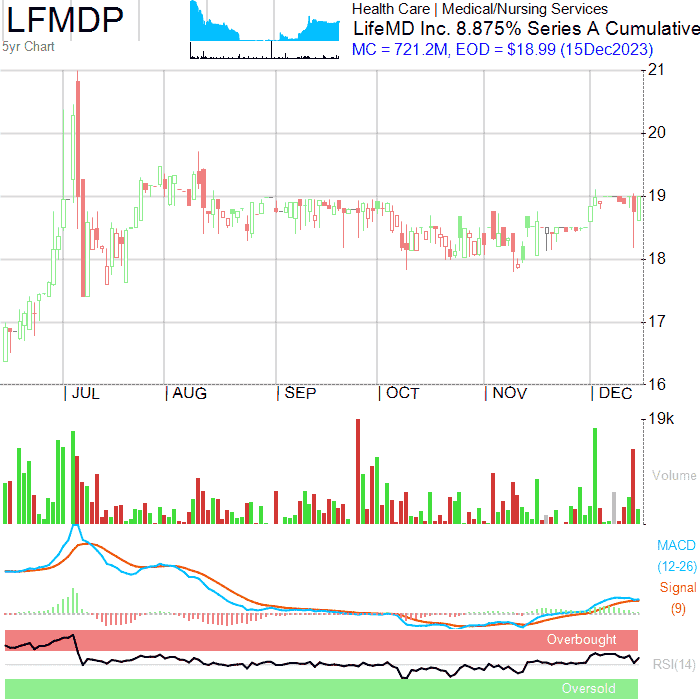 LFMDP
5yr Chart
Health Care | Medical/Nursing Services
LifeMD Inc. 8.875% Series A Cumulative
MC = 721.2M, EOD = $18.99 (15Dec2023)
21
20
19
18
17
16
| JUL | AUG | SEP | OCT | NOV | DEC
19k
Volume
MACD
(12-26)
Signal
(9)
Overbought
RSI(14)
Oversold